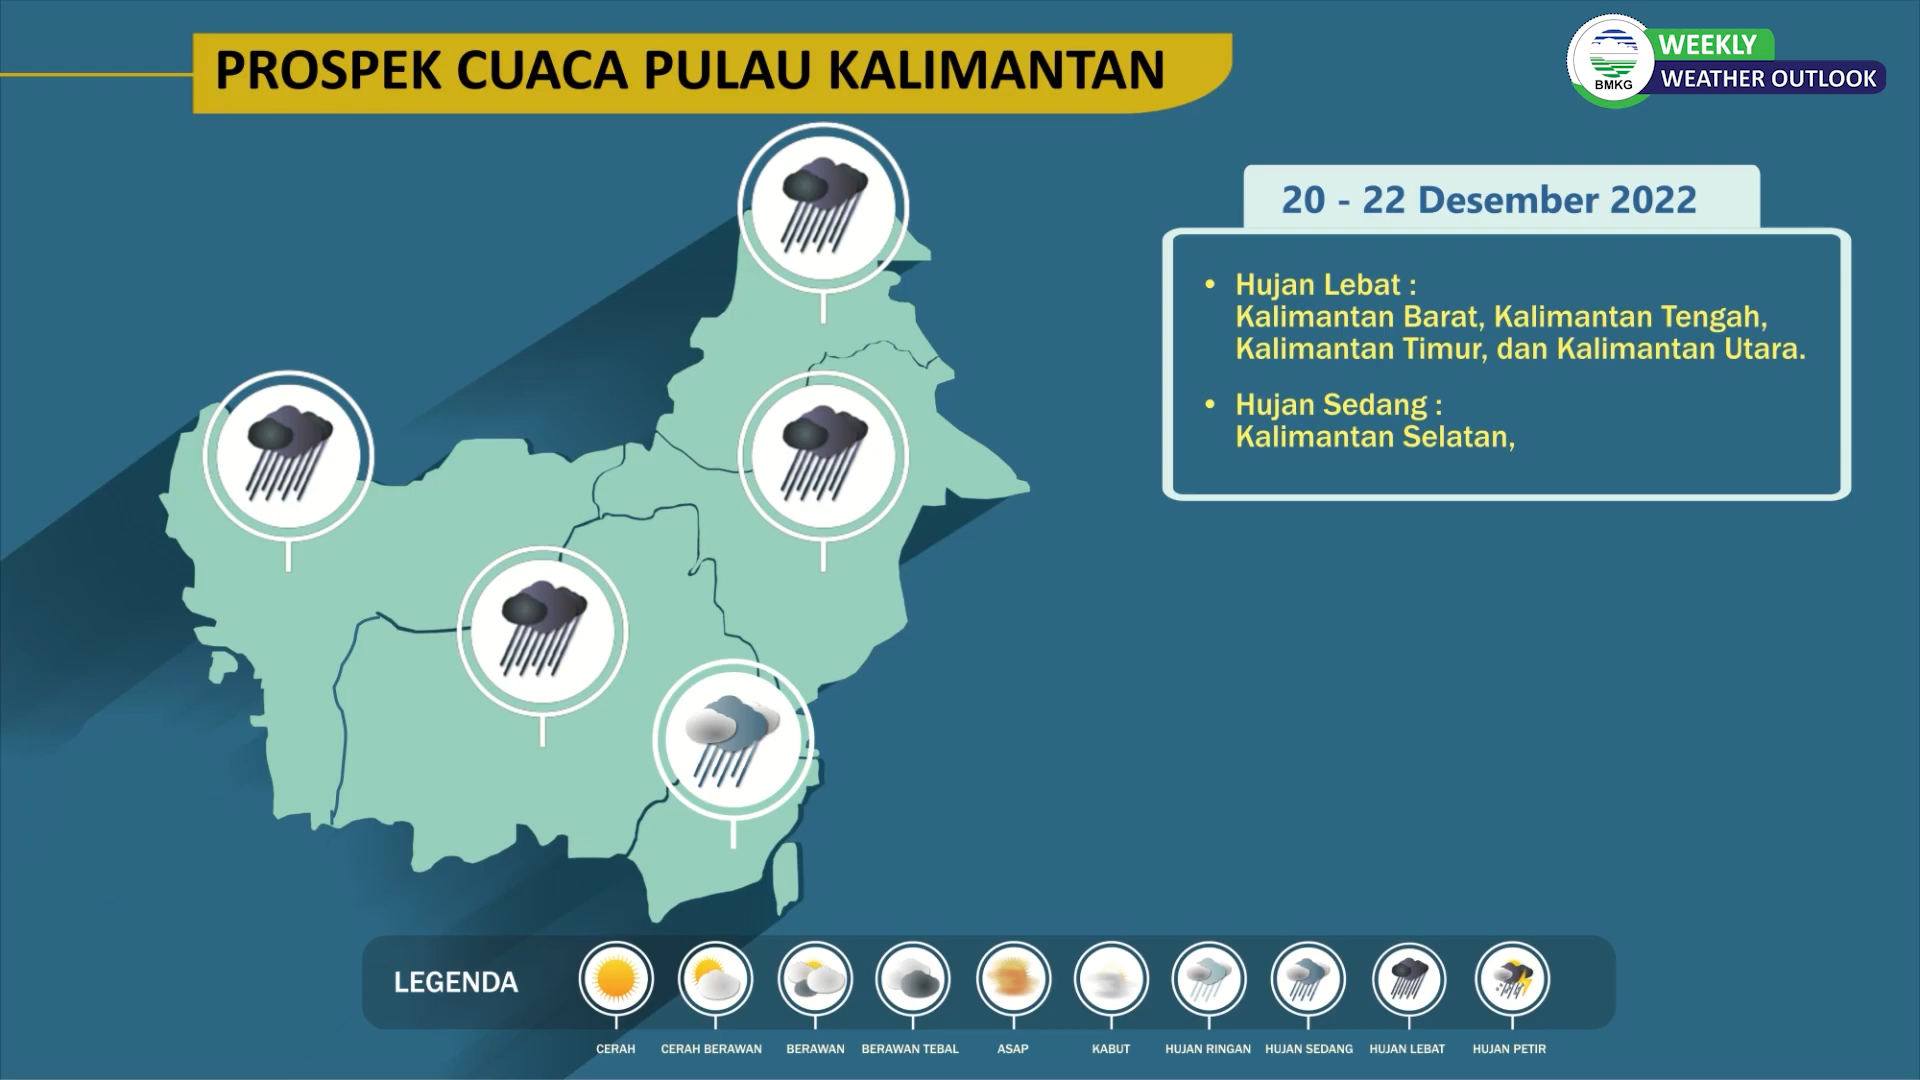 PROSPEK CUACA PULAU KALIMANTAN
BMKG
WEEKLY
WEATHER OUTLOOK
20 - 22 Desember 2022
• Hujan Lebat :
Kalimantan Barat, Kalimantan Tengah,
Kalimantan Timur, dan Kalimantan Utara.
• Hujan Sedang :
Kalimantan Selatan,
LEGENDA
CERAH
CERAH BERAWAN
BERAWAN
BERAWAN TEBAL
ASAP
KABUT
HUJAN RINGAN
HUJAN SEDANG
HUJAN LEBAT
HUJAN PETIR